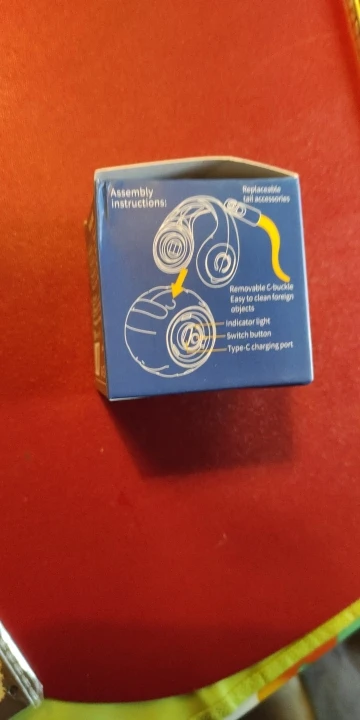 Assembly
instructions:
Replaceable
tail accessories
Removable C-buckle
Easy to clean foreign
objects
Indicator light
Switch button
Type-C charging port